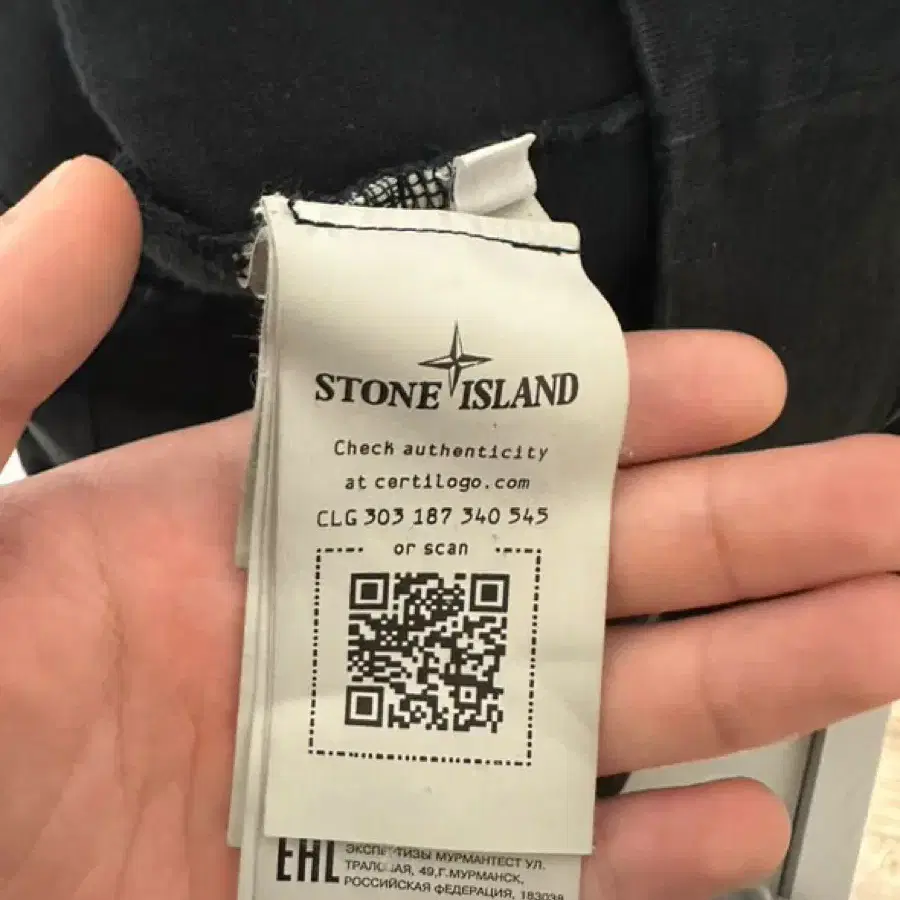 STONE ISLAND
Check authenticity
at certilogo.com
CLG 303 187 340 545
or scan
EAC
ЭКСПЕРТИЗЫ МУРМАНТЕСТ УЛ.
ТРАЛОВАЯ, 49,Г.МУРМАНСК,
РОССИЙСКАЯ ФЕДЕРАЦИЯ, 183038